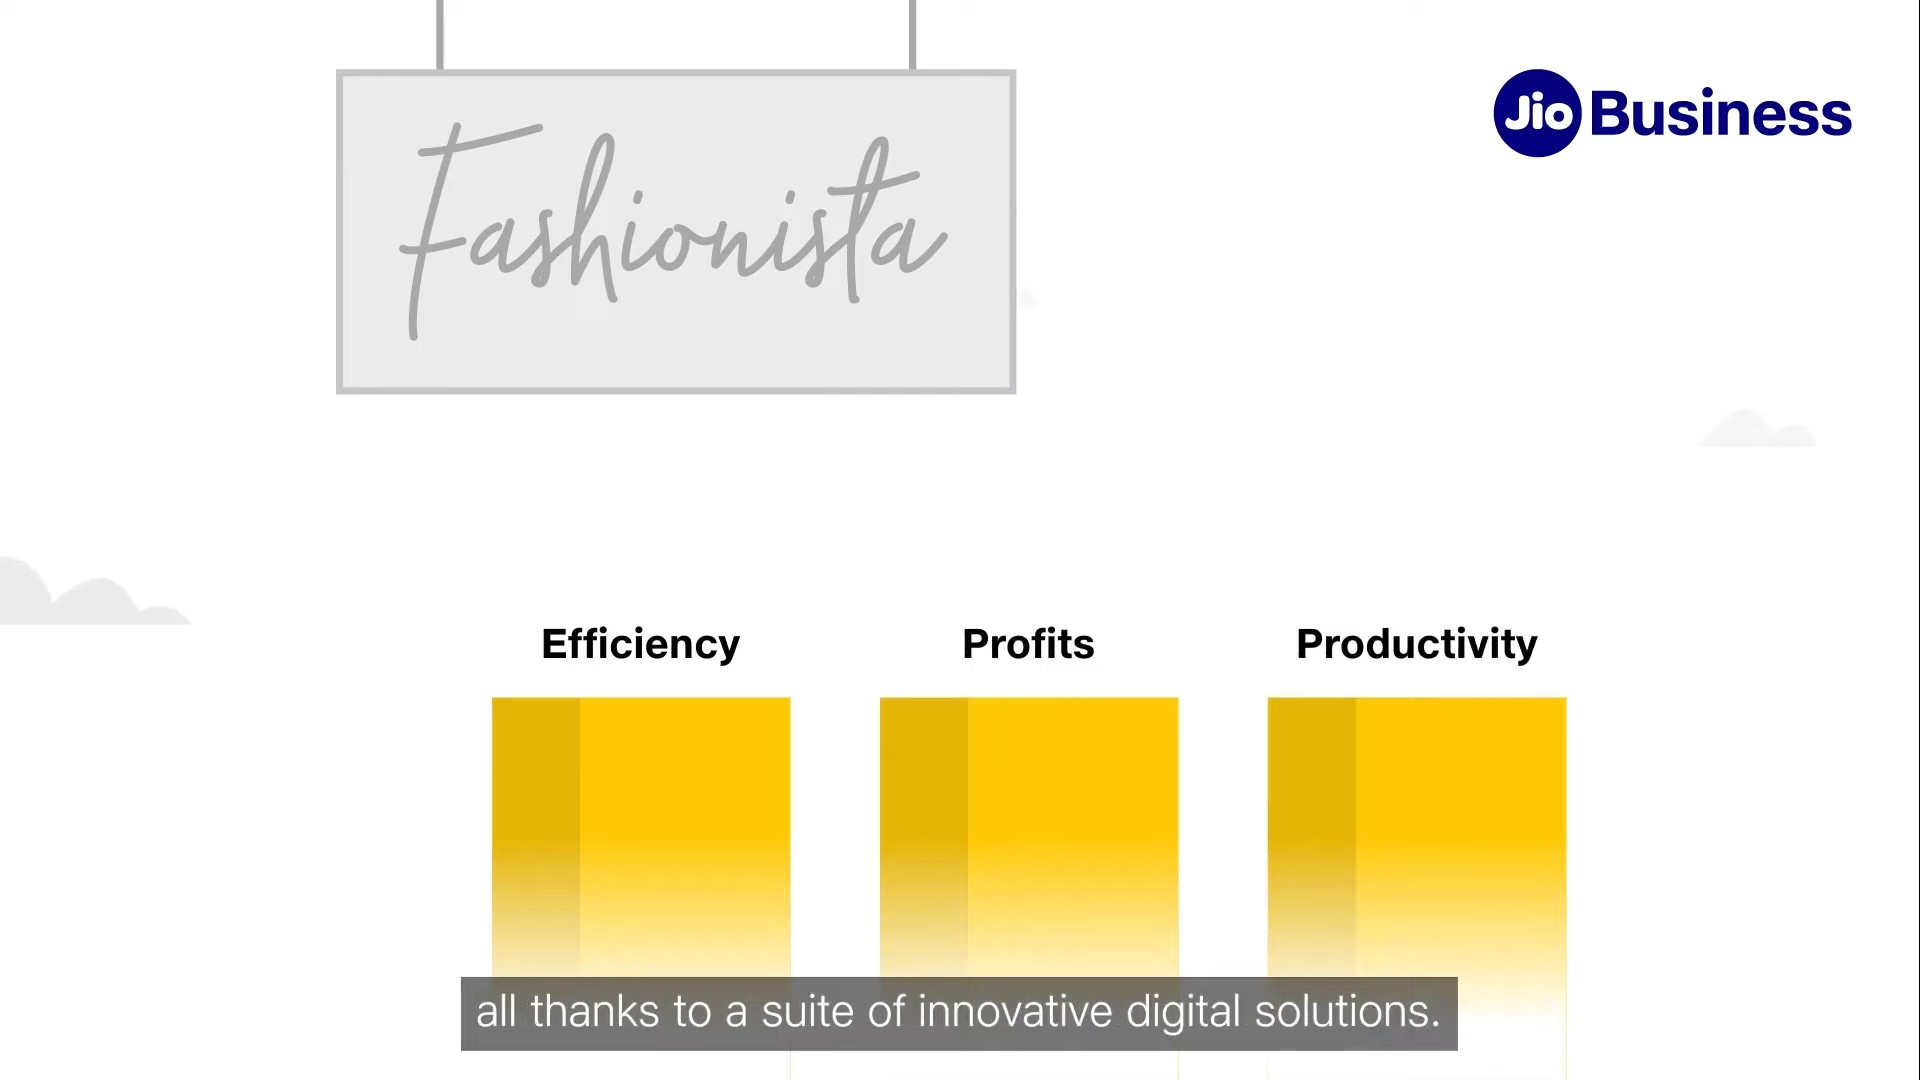 Fashionista
Jio Business
Efficiency
Profits
Productivity
all thanks to a suite of innovative digital solutions.